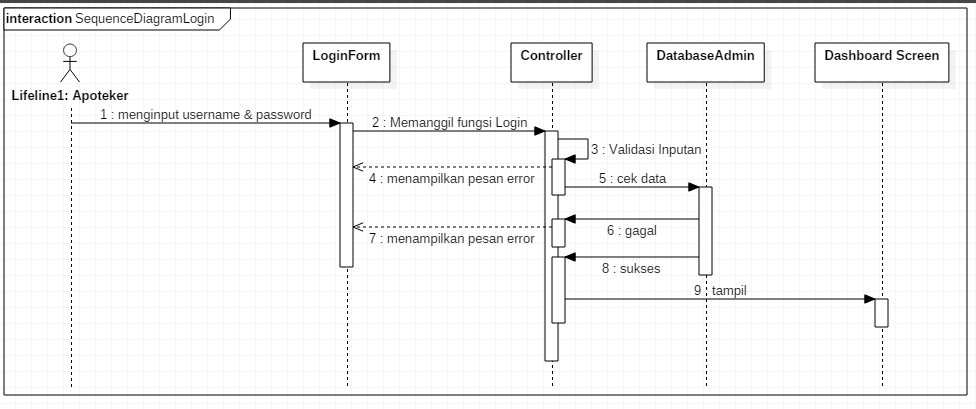 interaction SequenceDiagramLogin
LoginForm
Controller
DatabaseAdmin
Dashboard Screen
Lifeline1: Apoteker
1 : menginput username & password
2 : Memanggil fungsi Login
3 : Validasi Inputan
4 : menampilkan pesan error
5 : cek data
6 : gagal
7 : menampilkan pesan error
8 : sukses
9 : tampil